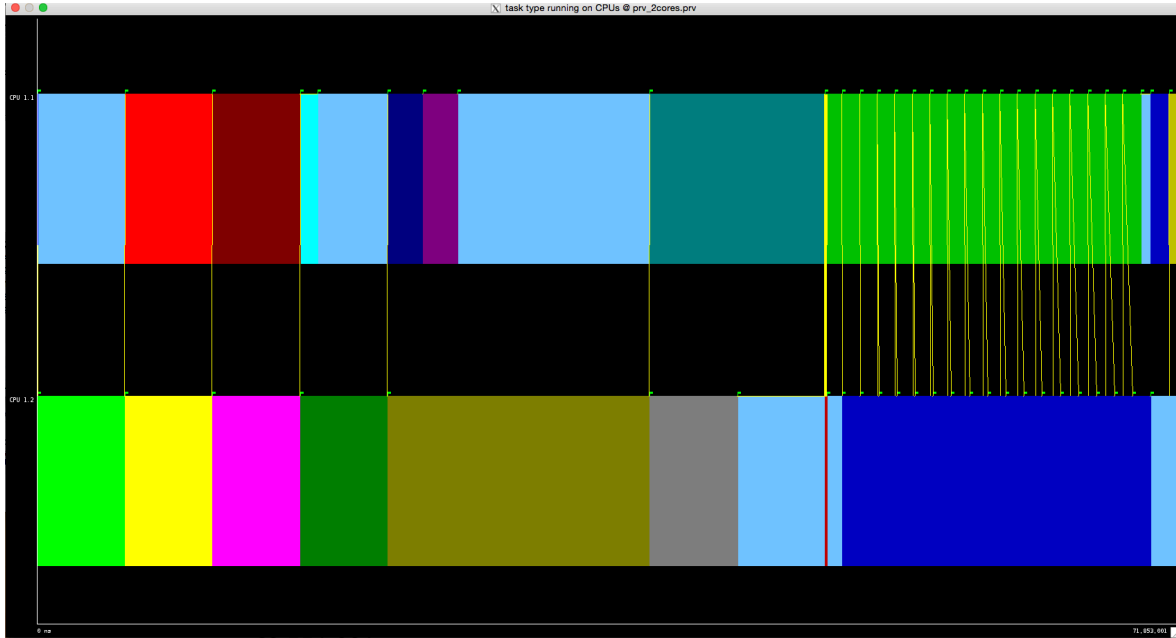 task type running on CPUs @ prv_2cores.prv
CPU 1.1
CPU 1.2
0 ns
71,853,001